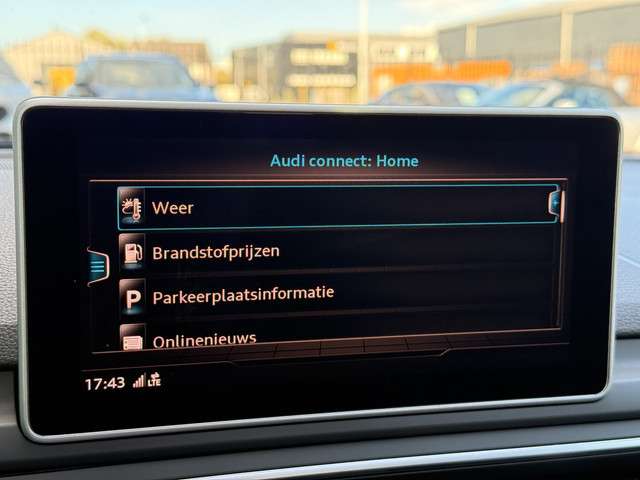 Audi connect: Home
Weer
Brandstofprijzen
P Parkeerplaatsinformatie
Onlinenieuws
17:43 LTE